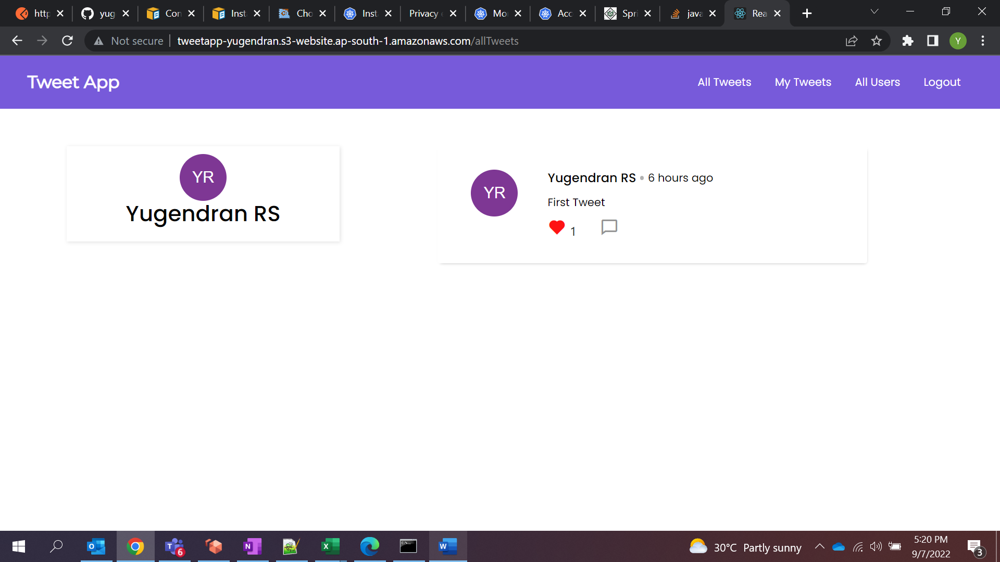 http yug Con Inst Cho Inst Privacy Mo Acc Spri java Rea
Not secure tweetapp-yugendran.s3-website.ap-south-1.amazonaws.com/allTweets Y
Tweet App All Tweets My Tweets All Users Logout
YR
Yugendran RS
YR
Yugendran RS 6 hours ago
First Tweet
1
30°C Partly sunny
6
5:20 PM
9/7/2022
3